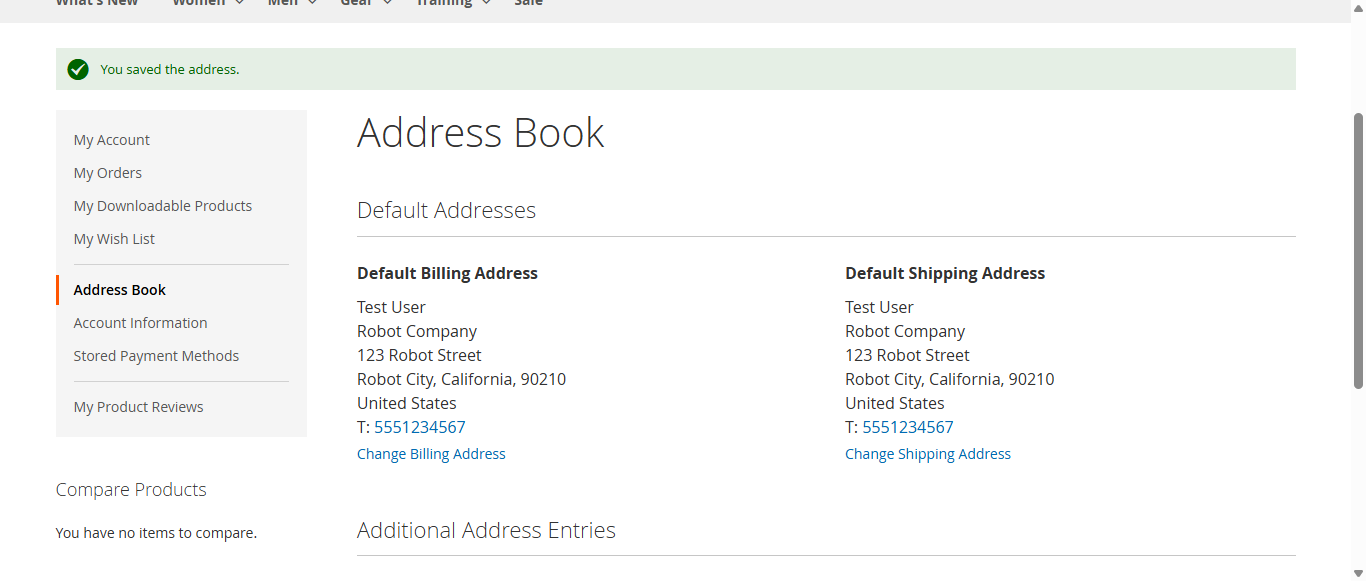 What's New Women Men Gear Training Sale
You saved the address.
My Account
My Orders
My Downloadable Products
My Wish List
Address Book
Account Information
Stored Payment Methods
My Product Reviews
Compare Products
You have no items to compare.
Address Book
Default Addresses
Default Billing Address
Test User
Robot Company
123 Robot Street
Robot City, California, 90210
United States
T: 5551234567
Change Billing Address
Default Shipping Address
Test User
Robot Company
123 Robot Street
Robot City, California, 90210
United States
T: 5551234567
Change Shipping Address
Additional Address Entries